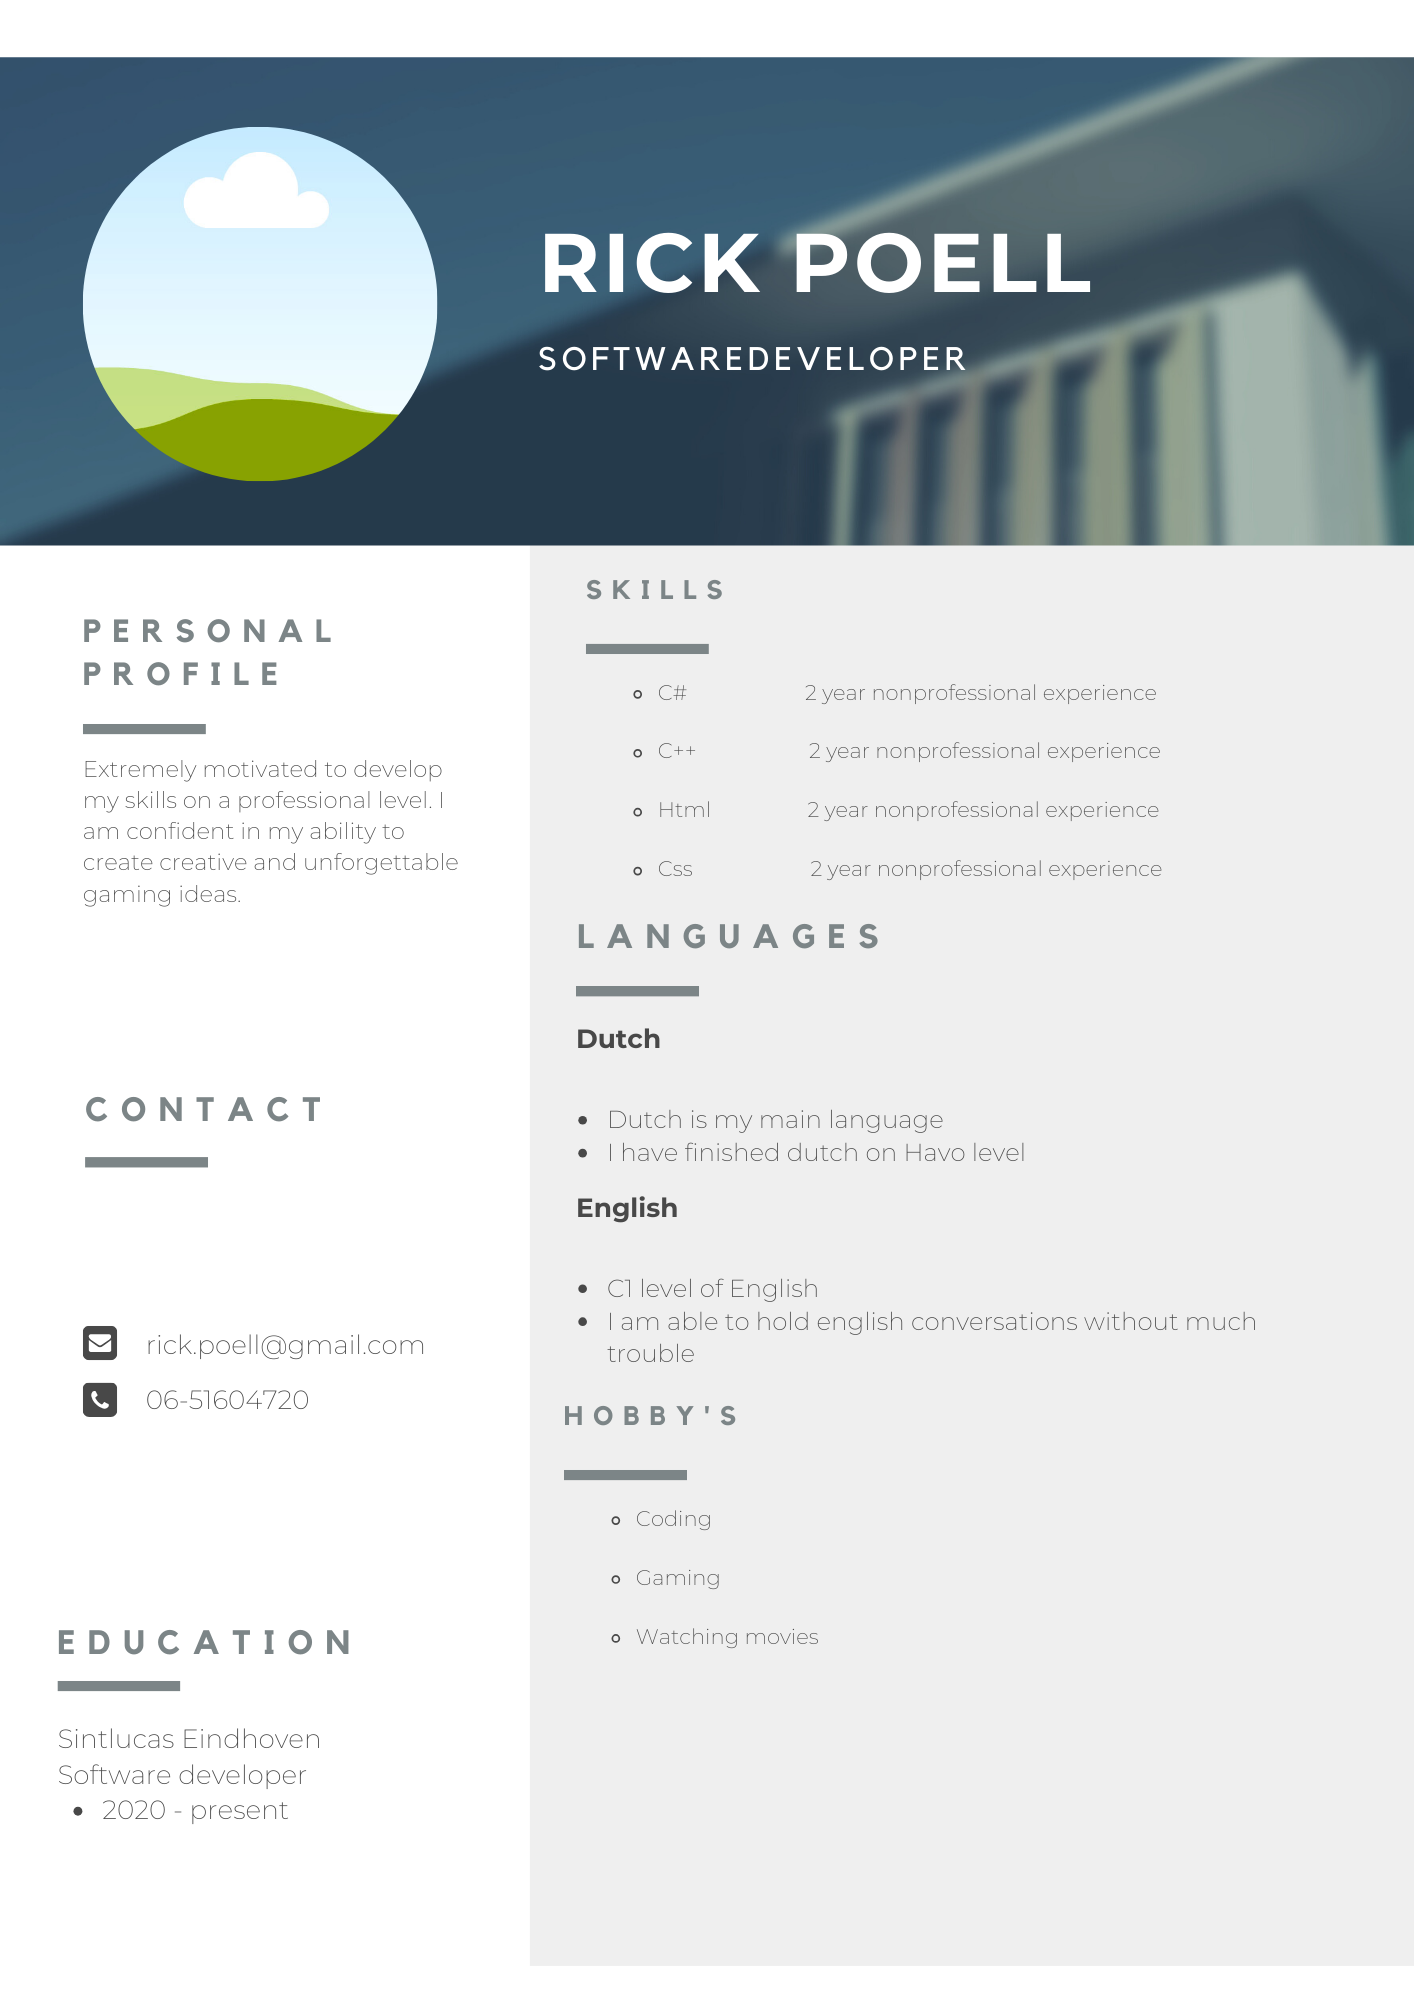 RICK POELL
SOFTWAREDEVELOPER
PERSONAL
PROFILE
Extremely motivated to develop
my skills on a professional level. I
am confident in my ability to
create creative and unforgettable
gaming ideas.
CONTACT
rick.poell@gmail.com
06-51604720
EDUCATION
Sintlucas Eindhoven
Software developer
• 2020 - present
SKILLS
C# 2 year nonprofessional experience
C++ 2 year nonprofessional experience
Html 2 year nonprofessional experience
Css 2 year nonprofessional experience
LANGUAGES
Dutch
• Dutch is my main language
• I have finished dutch on Havo level
English
• C1 level of English
• I am able to hold english conversations without much
trouble
HOBBY'S
Coding
Gaming
Watching movies